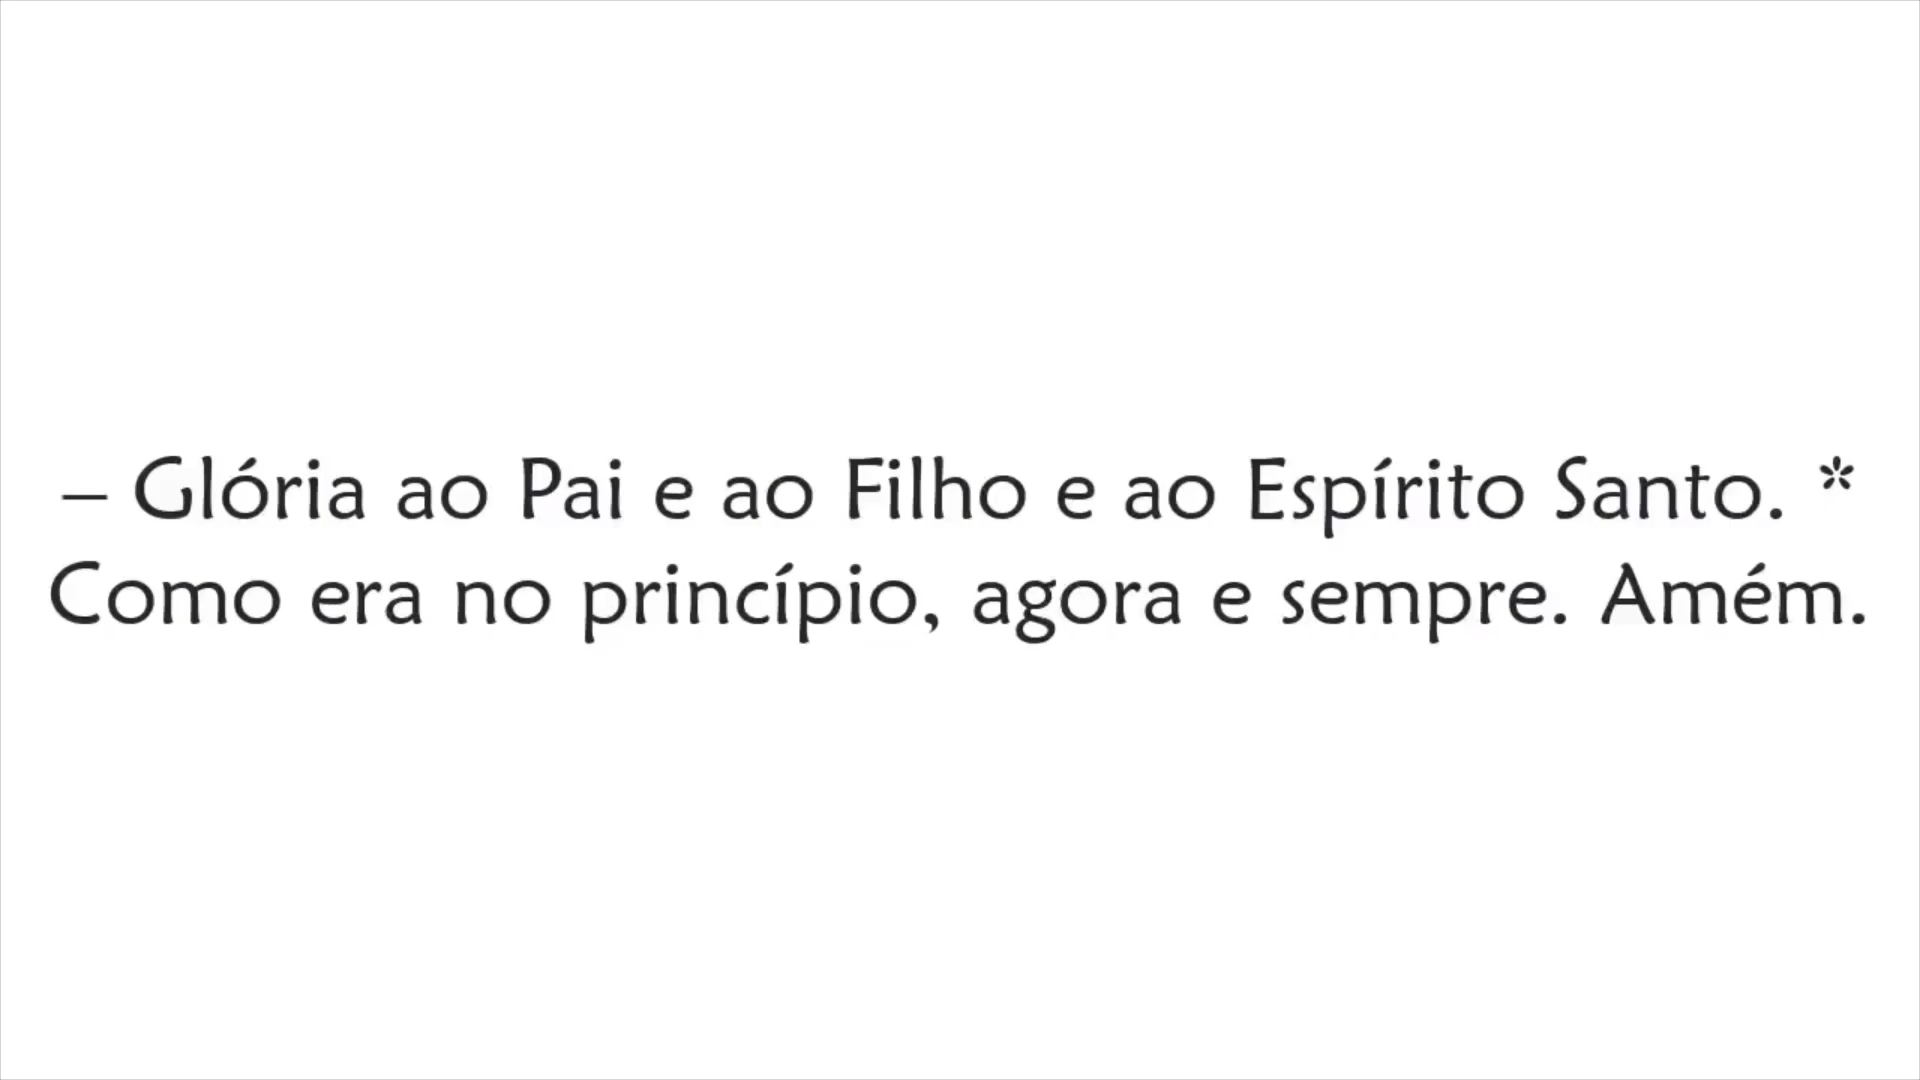 – Glória ao Pai e ao Filho e ao Espírito Santo. *
Como era no princípio, agora e sempre. Amém.